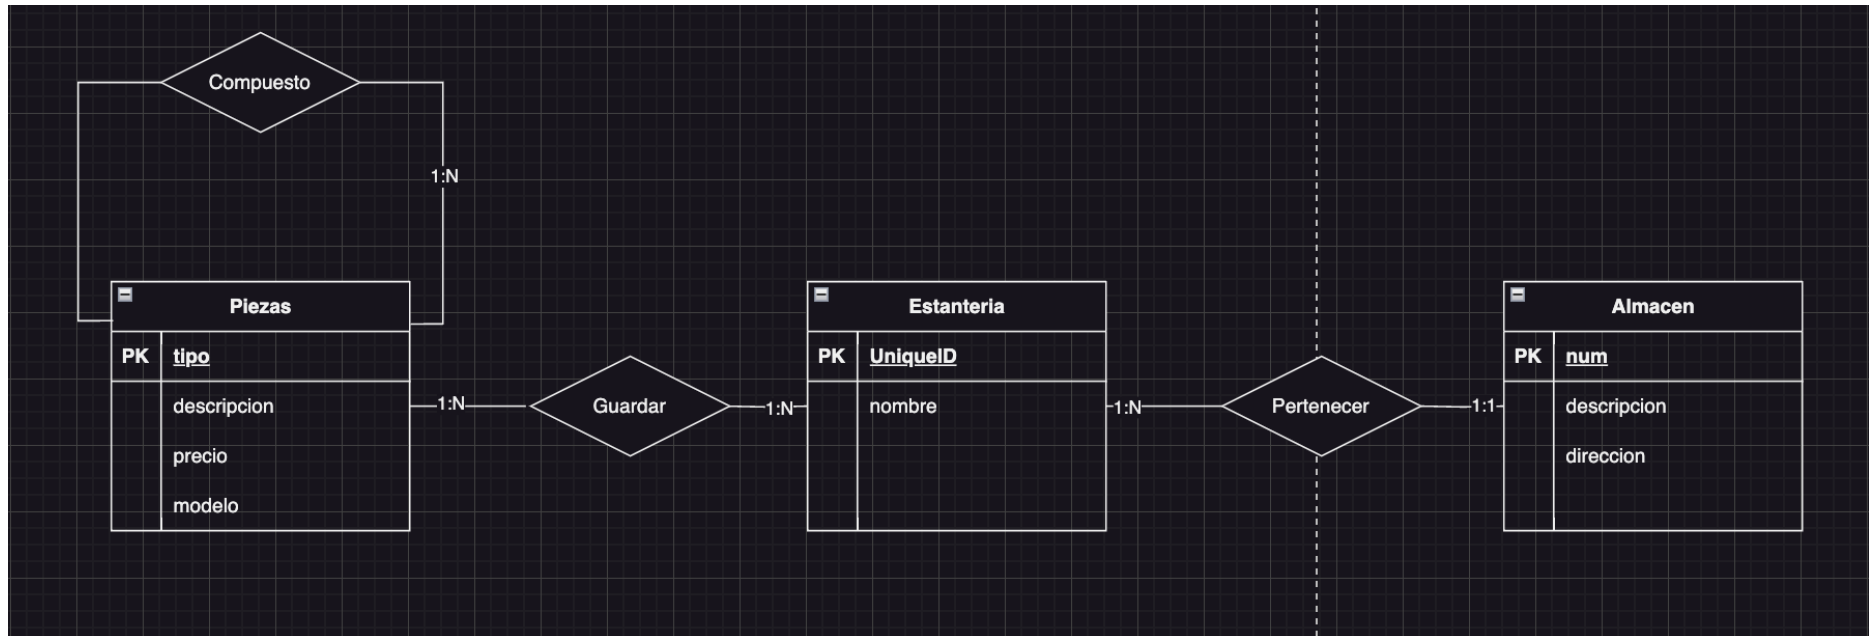 Compuesto
1:N
Piezas
PK tipo
descripcion
precio
modelo
1:N
Guardar
1:N
Estanteria
PK UniqueID
nombre
1:N
Pertenecer
1:1
Almacen
PK num
descripcion
direccion